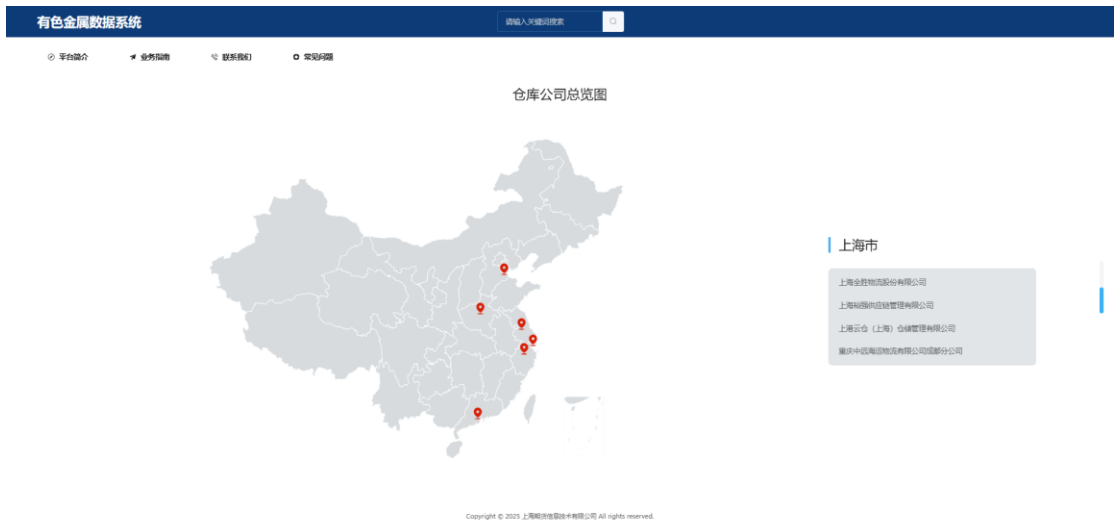 有色金属数据系统
请输入关键词搜索
平台简介 业务指南 联系我们 常见问题
仓库公司总览图
上海市
上海全胜物流股份有限公司
上海裕强供应链管理有限公司
上港云仓（上海）仓储管理有限公司
重庆中远海运物流有限公司成都分公司
Copyright © 2025 上海期货信息技术有限公司 All rights reserved.